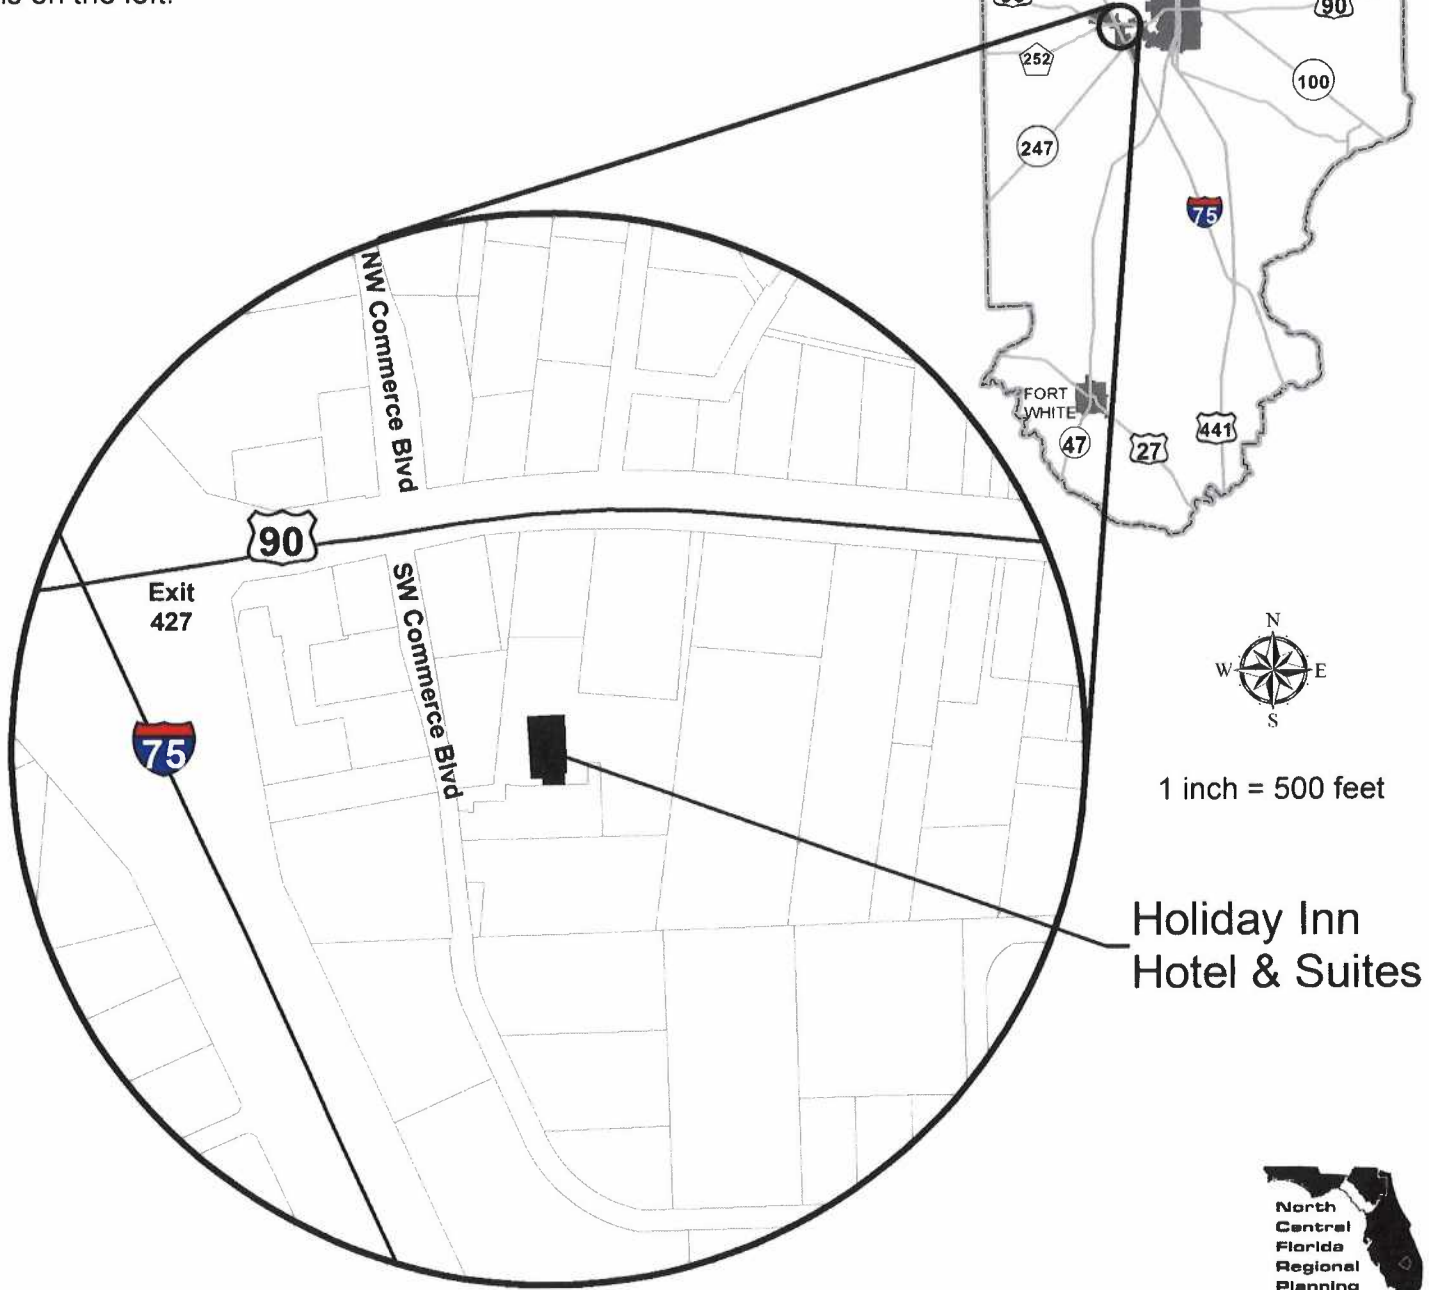 is on the left.
90
252
100
247
75
NW Commerce Blvd
FORT
WHITE
47
27
441
90
Exit
427
SW Commerce Blvd
N
W E
S
75
1 inch = 500 feet
Holiday Inn
Hotel & Suites
North
Central
Florida
Regional
Planning